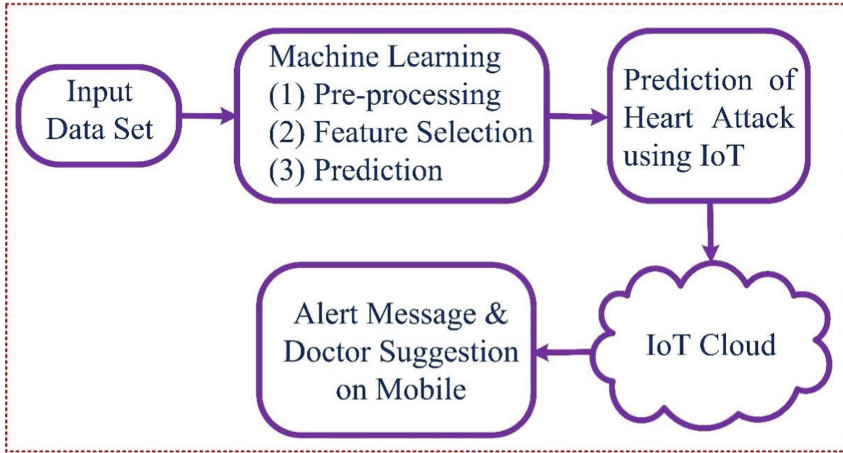 Input
Data Set
Machine Learning
(1) Pre-processing
(2) Feature Selection
(3) Prediction
Prediction of
Heart Attack
using IoT
IoT Cloud
Alert Message &
Doctor Suggestion
on Mobile